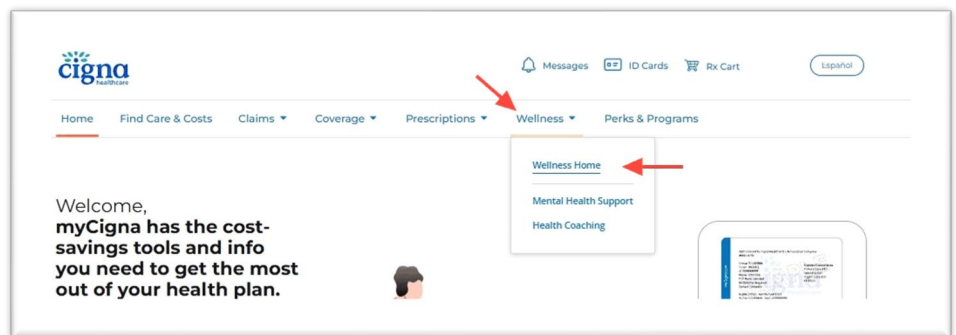 cigna
healthcare
Messages
ID Cards
Rx Cart
Español
Home
Find Care & Costs
Claims
Coverage
Prescriptions
Wellness
Perks & Programs
Wellness Home
Mental Health Support
Health Coaching
Welcome,
myCigna has the cost-
savings tools and info
you need to get the most
out of your health plan.
cigna